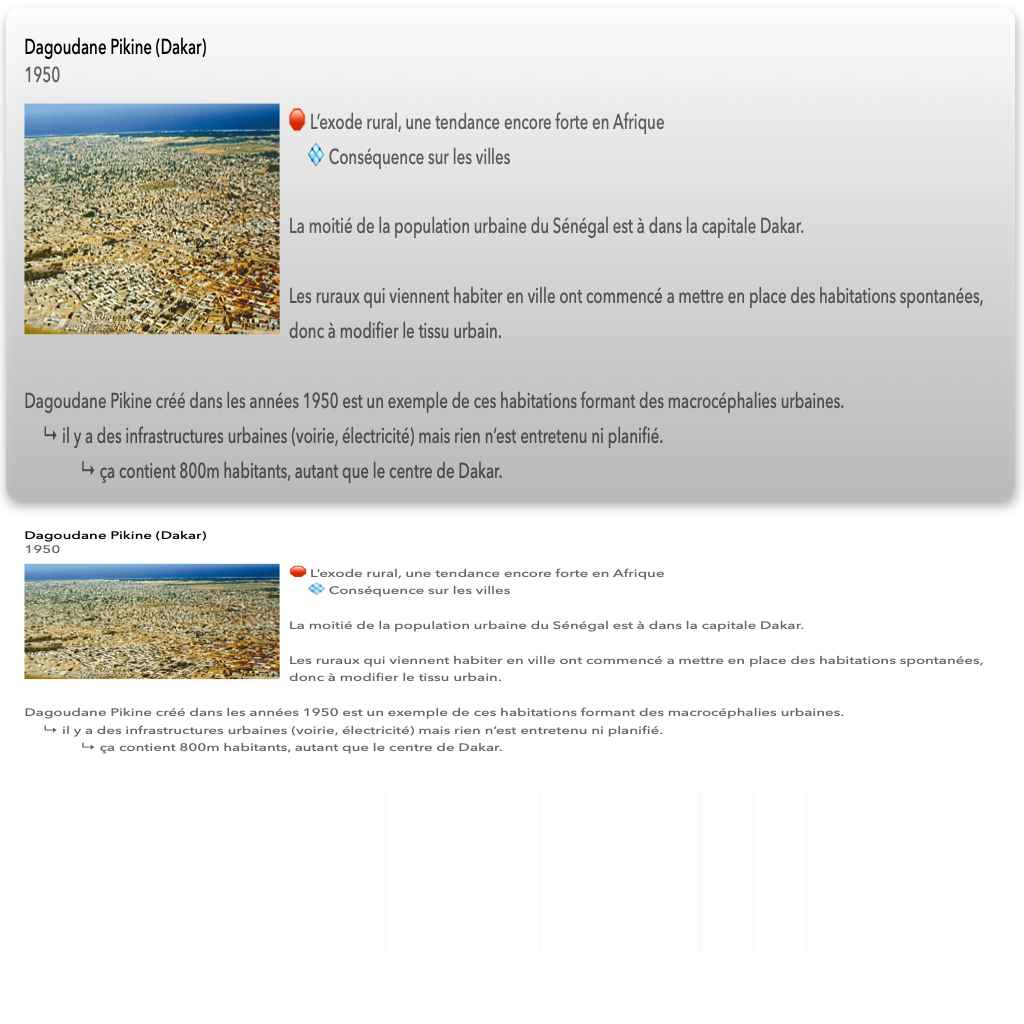 Dagoudane Pikine (Dakar)
1950
L’exode rural, une tendance encore forte en Afrique
Conséquence sur les villes
La moitié de la population urbaine du Sénégal est à dans la capitale Dakar.
Les ruraux qui viennent habiter en ville ont commencé a mettre en place des habitations spontanées,
donc à modifier le tissu urbain.
Dagoudane Pikine créé dans les années 1950 est un exemple de ces habitations formant des macrocéphalies urbaines.
↳ il y a des infrastructures urbaines (voirie, électricité) mais rien n’est entretenu ni planifié.
↳ ça contient 800m habitants, autant que le centre de Dakar.
Dagoudane Pikine (Dakar)
1950
L’exode rural, une tendance encore forte en Afrique
Conséquence sur les villes
La moitié de la population urbaine du Sénégal est à dans la capitale Dakar.
Les ruraux qui viennent habiter en ville ont commencé a mettre en place des habitations spontanées,
donc à modifier le tissu urbain.
Dagoudane Pikine créé dans les années 1950 est un exemple de ces habitations formant des macrocéphalies urbaines.
↳ il y a des infrastructures urbaines (voirie, électricité) mais rien n’est entretenu ni planifié.
↳ ça contient 800m habitants, autant que le centre de Dakar.